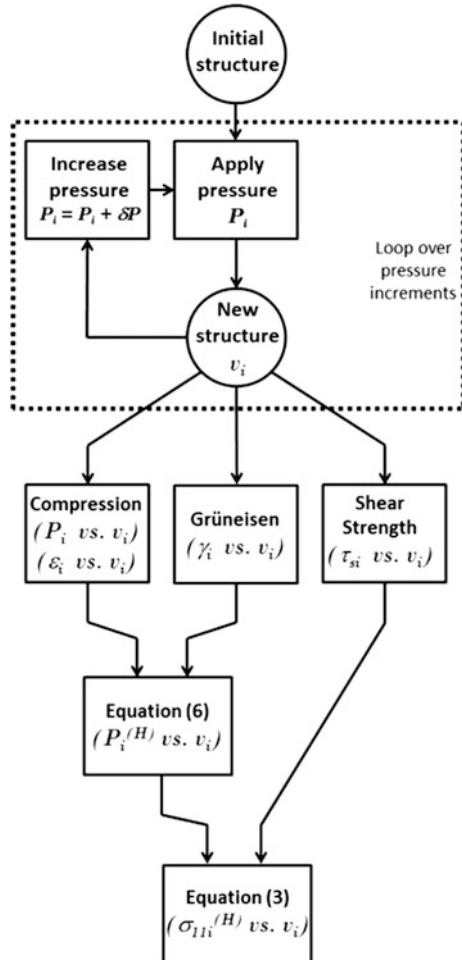 Initial
structure
Increase
pressure
P_i = P_i + δP
Apply
pressure
P_i
Loop over
pressure
increments
New
structure
v_i
Compression
(P_i vs. v_i)
(ε_i vs. v_i)
Grüneisen
(γ_i vs. v_i)
Shear
Strength
(τ_si vs. v_i)
Equation (6)
(P_i^(H) vs. v_i)
Equation (3)
(σ_11i^(H) vs. v_i)